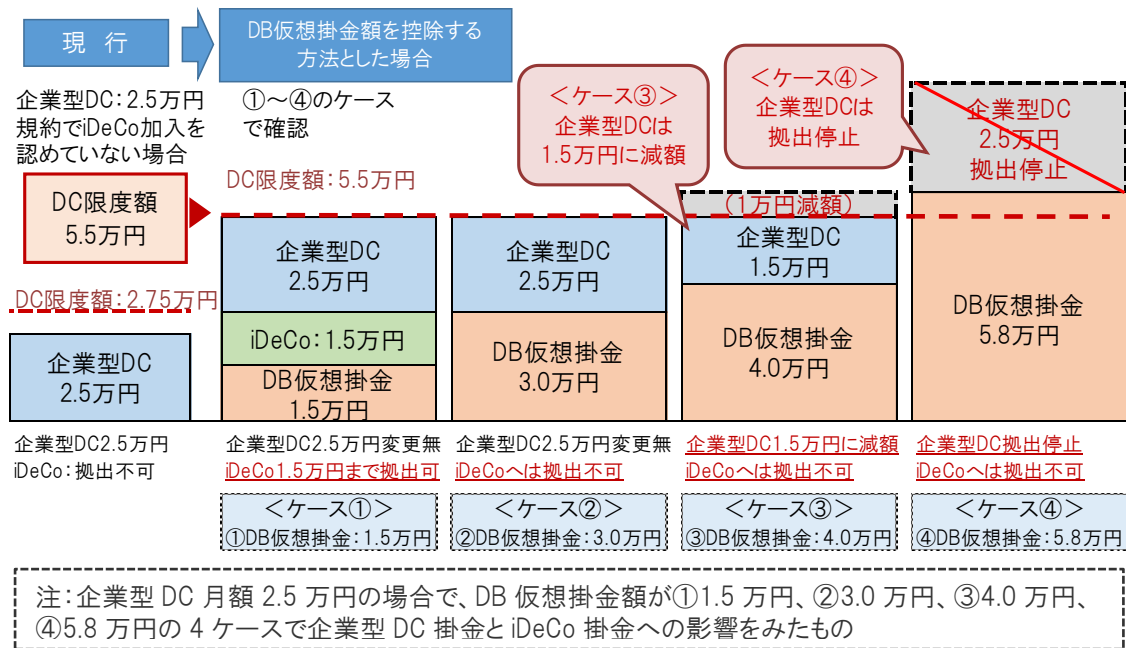 現 行
DB仮想掛金額を控除する
方法とした場合
企業型DC:2.5万円
規約でiDeCo加入を
認めていない場合
①～④のケース
で確認
DC限度額
5.5万円
DC限度額:5.5万円
DC限度額:2.75万円
＜ケース③＞
企業型DCは
1.5万円に減額
＜ケース④＞
企業型DCは
拠出停止
企業型DC
2.5万円
企業型DC
2.5万円
iDeCo:1.5万円
DB仮想掛金
1.5万円
企業型DC
2.5万円
DB仮想掛金
3.0万円
(1万円減額)
企業型DC
1.5万円
DB仮想掛金
4.0万円
企業型DC
2.5万円
拠出停止
DB仮想掛金
5.8万円
企業型DC2.5万円
iDeCo:拠出不可
企業型DC2.5万円変更無
iDeCo1.5万円まで拠出可
企業型DC2.5万円変更無
iDeCoへは拠出不可
企業型DC1.5万円に減額
iDeCoへは拠出不可
企業型DC拠出停止
iDeCoへは拠出不可
＜ケース①＞
①DB仮想掛金:1.5万円
＜ケース②＞
②DB仮想掛金:3.0万円
＜ケース③＞
③DB仮想掛金:4.0万円
＜ケース④＞
④DB仮想掛金:5.8万円
注:企業型 DC 月額 2.5 万円の場合で、DB 仮想掛金額が①1.5 万円、②3.0 万円、③4.0 万円、
④5.8 万円の 4 ケースで企業型 DC 掛金と iDeCo 掛金への影響をみたもの